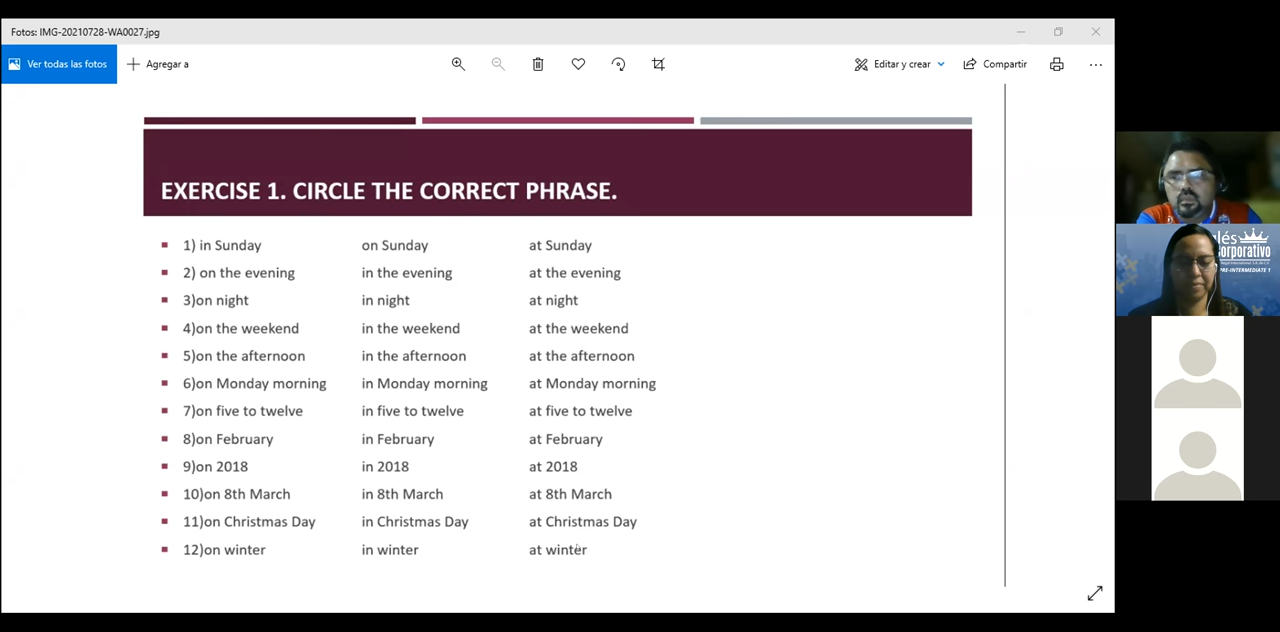 Fotos: IMG-20210728-WA0027.jpg
Ver todas las fotos
Agregar a
Editar y crear
Compartir
EXERCISE 1. CIRCLE THE CORRECT PHRASE.
1) in Sunday on Sunday at Sunday
2) on the evening in the evening at the evening
3)on night in night at night
4)on the weekend in the weekend at the weekend
5)on the afternoon in the afternoon at the afternoon
6)on Monday morning in Monday morning at Monday morning
7)on five to twelve in five to twelve at five to twelve
8)on February in February at February
9)on 2018 in 2018 at 2018
10)on 8th March in 8th March at 8th March
11)on Christmas Day in Christmas Day at Christmas Day
12)on winter in winter at winter
glés
orporativo
PRE-INTERMEDIATE 1